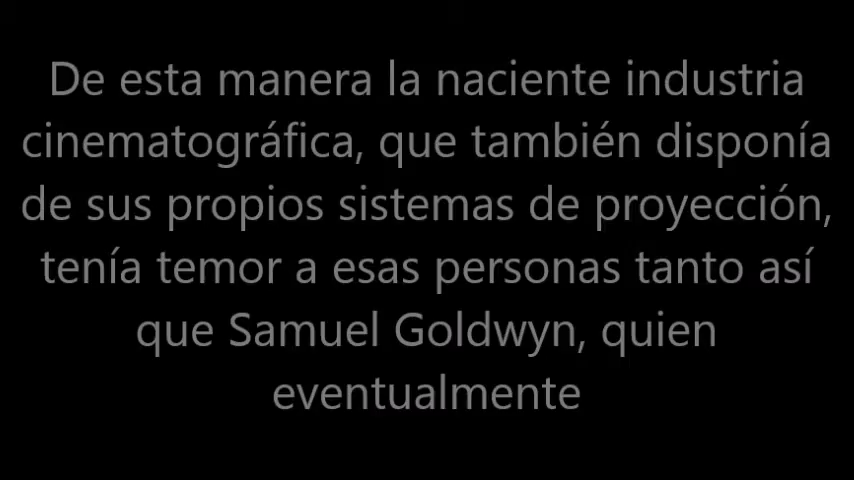 De esta manera la naciente industria
cinematográfica, que también disponía
de sus propios sistemas de proyección,
tenía temor a esas personas tanto así
que Samuel Goldwyn, quien
eventualmente